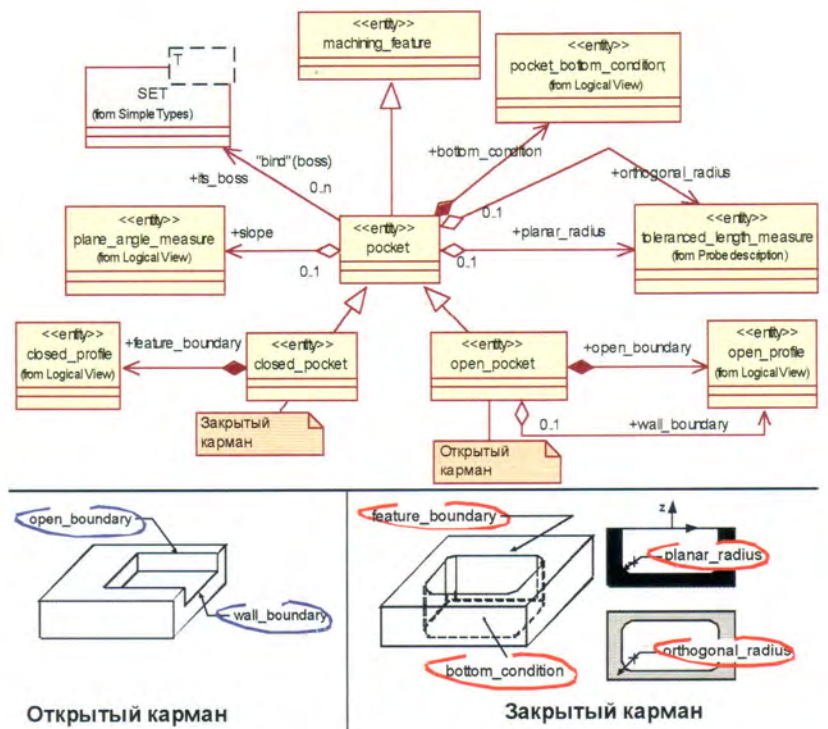 <<entity>>
machining_feature
T
SET
(from Simple Types)
<<entity>>
pocket_bottom_condition;
(from Logical View)
"bind"(boss)
+its_boss
0..n
+bottom_condition
+orthogonal_radius
0..1
<<entity>>
plane_angle_measure
(from Logical View)
+slope
0..1
<<entity>>
pocket
0..1
+planar_radius
<<entity>>
toleranced_length_measure
(from Probe description)
<<entity>>
closed_profile
(from Logical View)
+feature_boundary
<<entity>>
closed_pocket
<<entity>>
open_pocket
+open_boundary
<<entity>>
open_profile
(from Logical View)
0..1
+wall_boundary
Закрытый
карман
Открытый
карман
open_boundary
wall_boundary
Открытый карман
feature_boundary
bottom_condition
z
planar_radius
orthogonal_radius
Закрытый карман